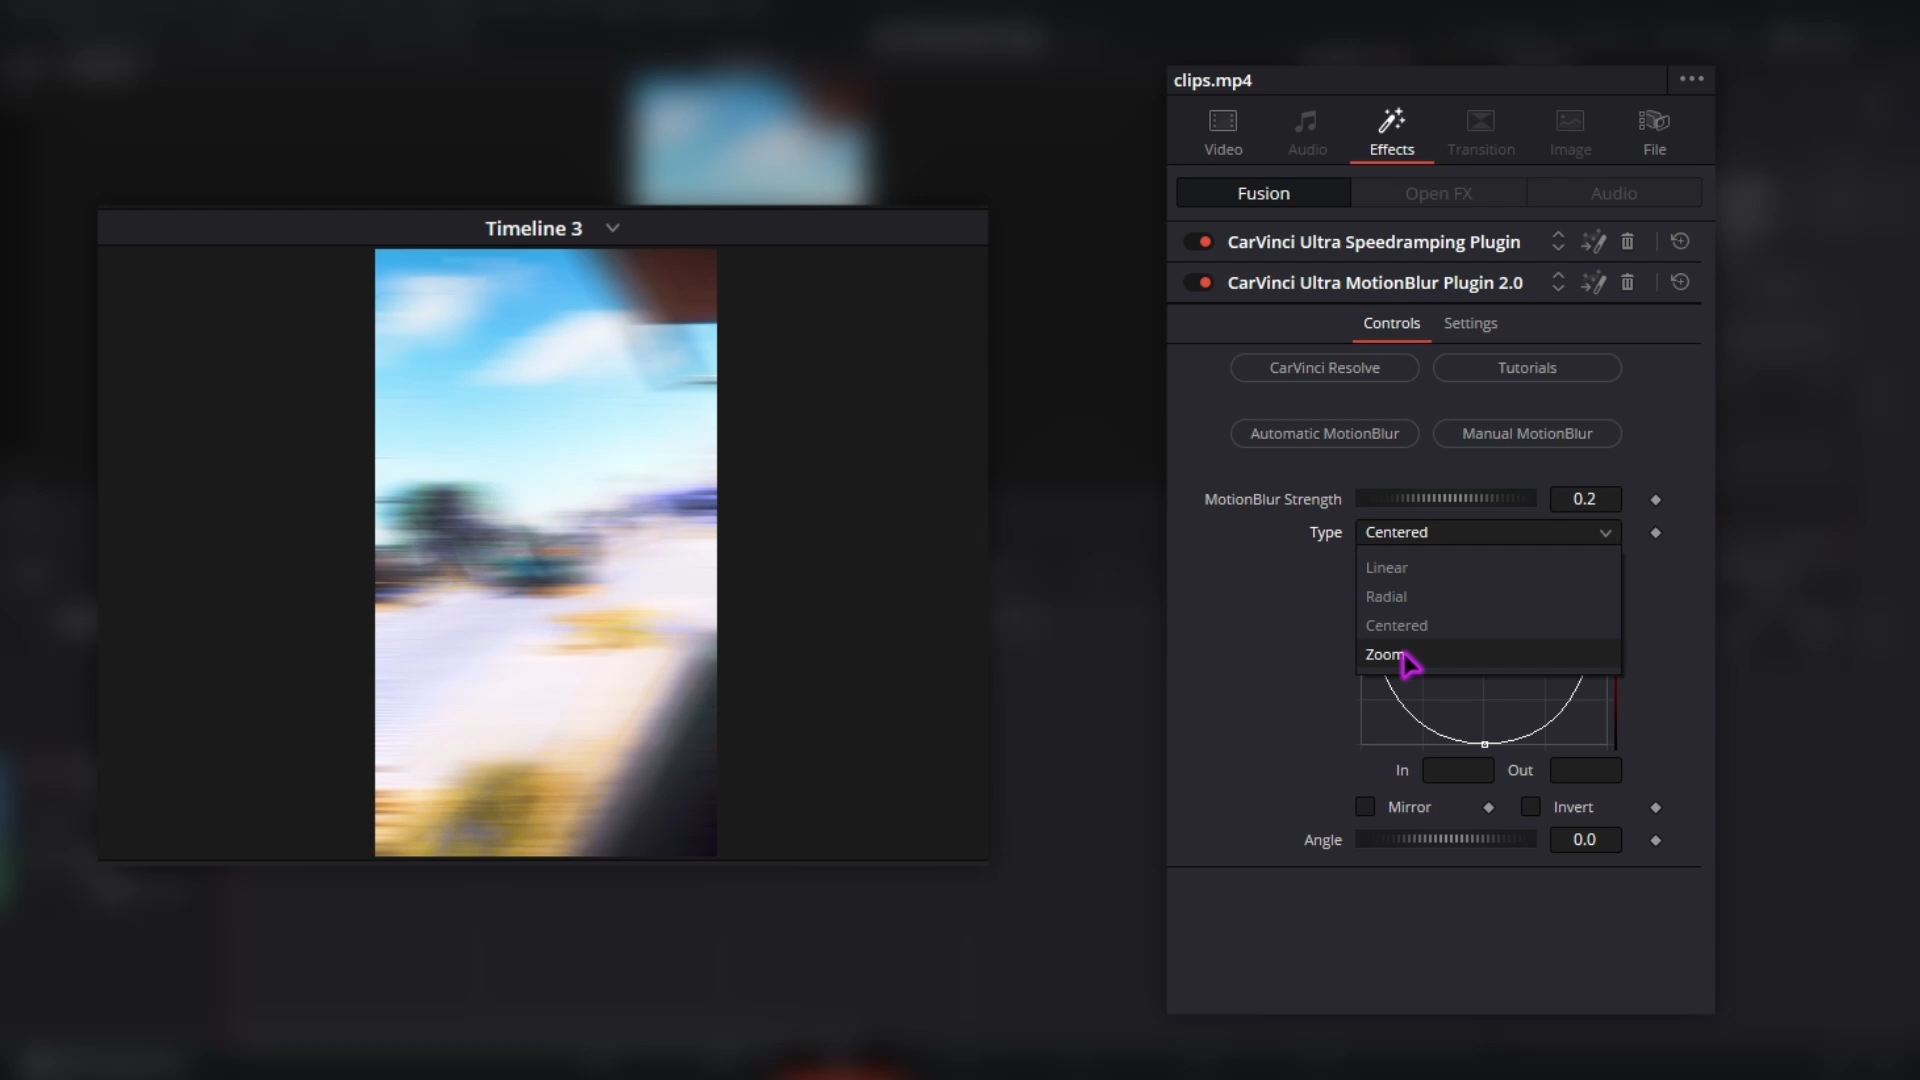 Timeline 3
clips.mp4
Video Audio Effects Transition Image File
Fusion Open FX Audio
CarVinci Ultra Speedramping Plugin
CarVinci Ultra MotionBlur Plugin 2.0
Controls Settings
CarVinci Resolve Tutorials
Automatic MotionBlur Manual MotionBlur
MotionBlur Strength 0.2
Type Centered
Linear
Radial
Centered
Zoom
In Out
Mirror Invert
Angle 0.0